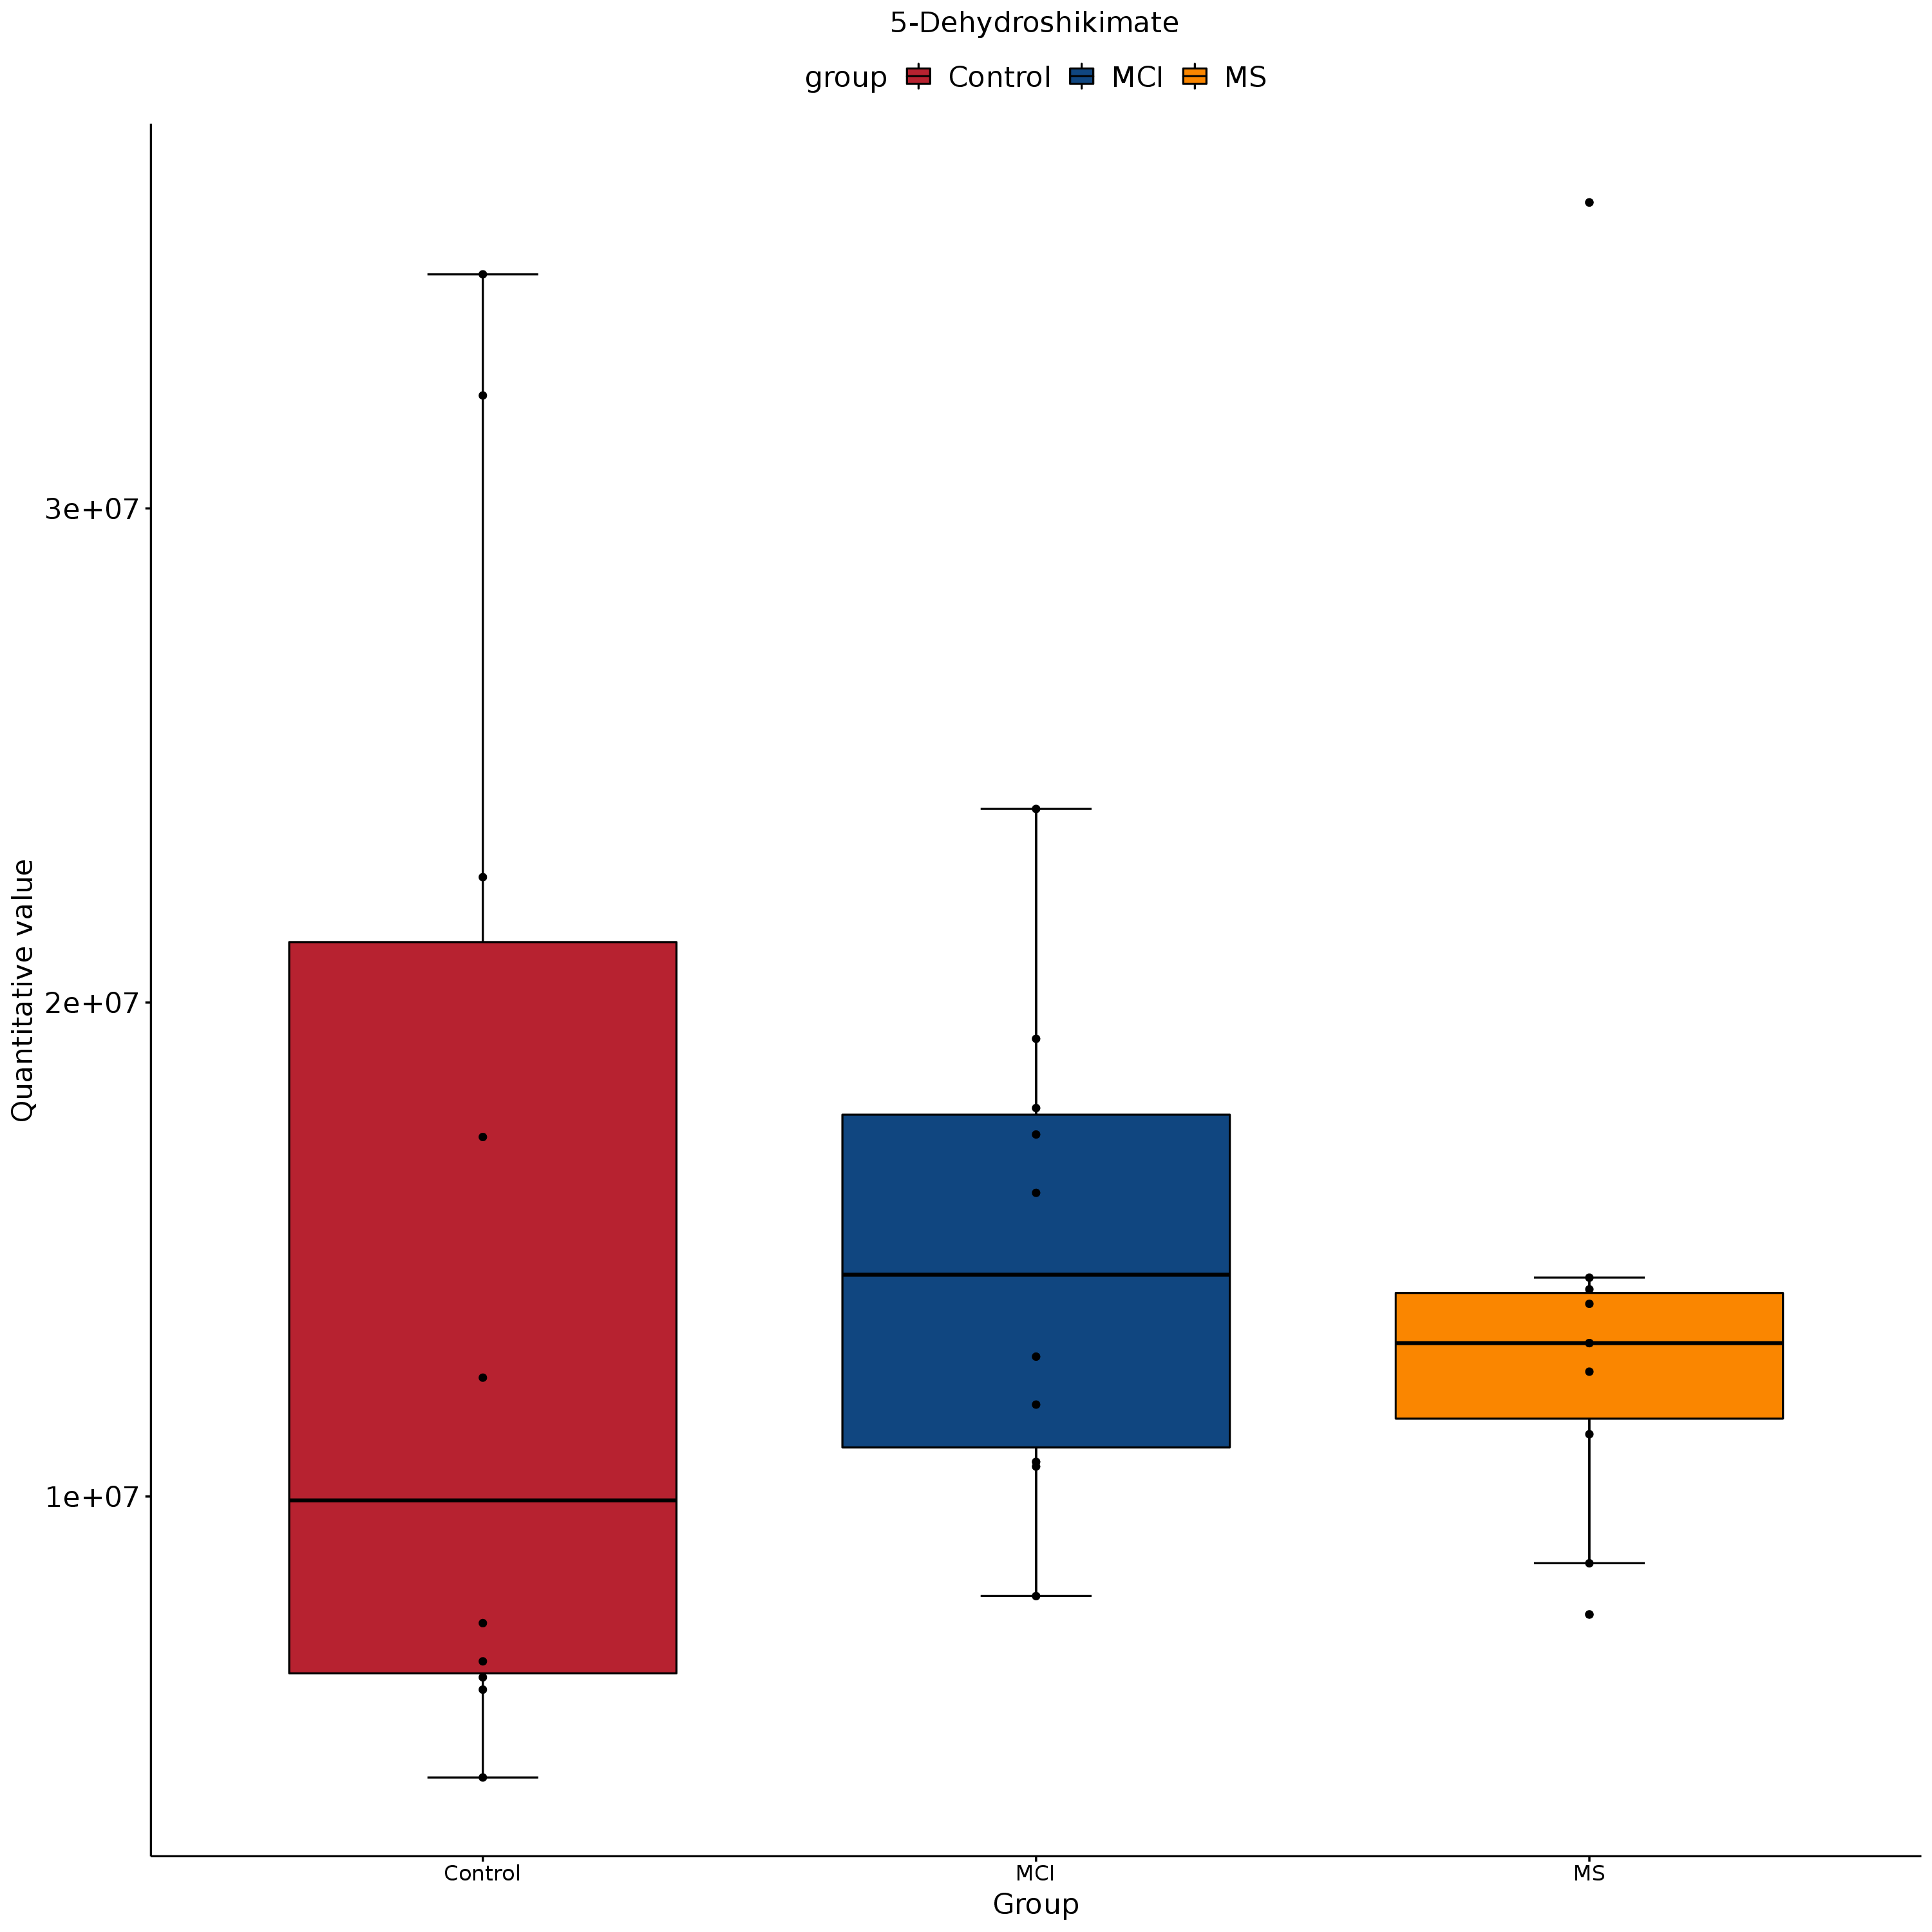 5-Dehydroshikimate
group Control MCI MS
Quantitative value
3e+07
2e+07
1e+07
Control MCI MS
Group